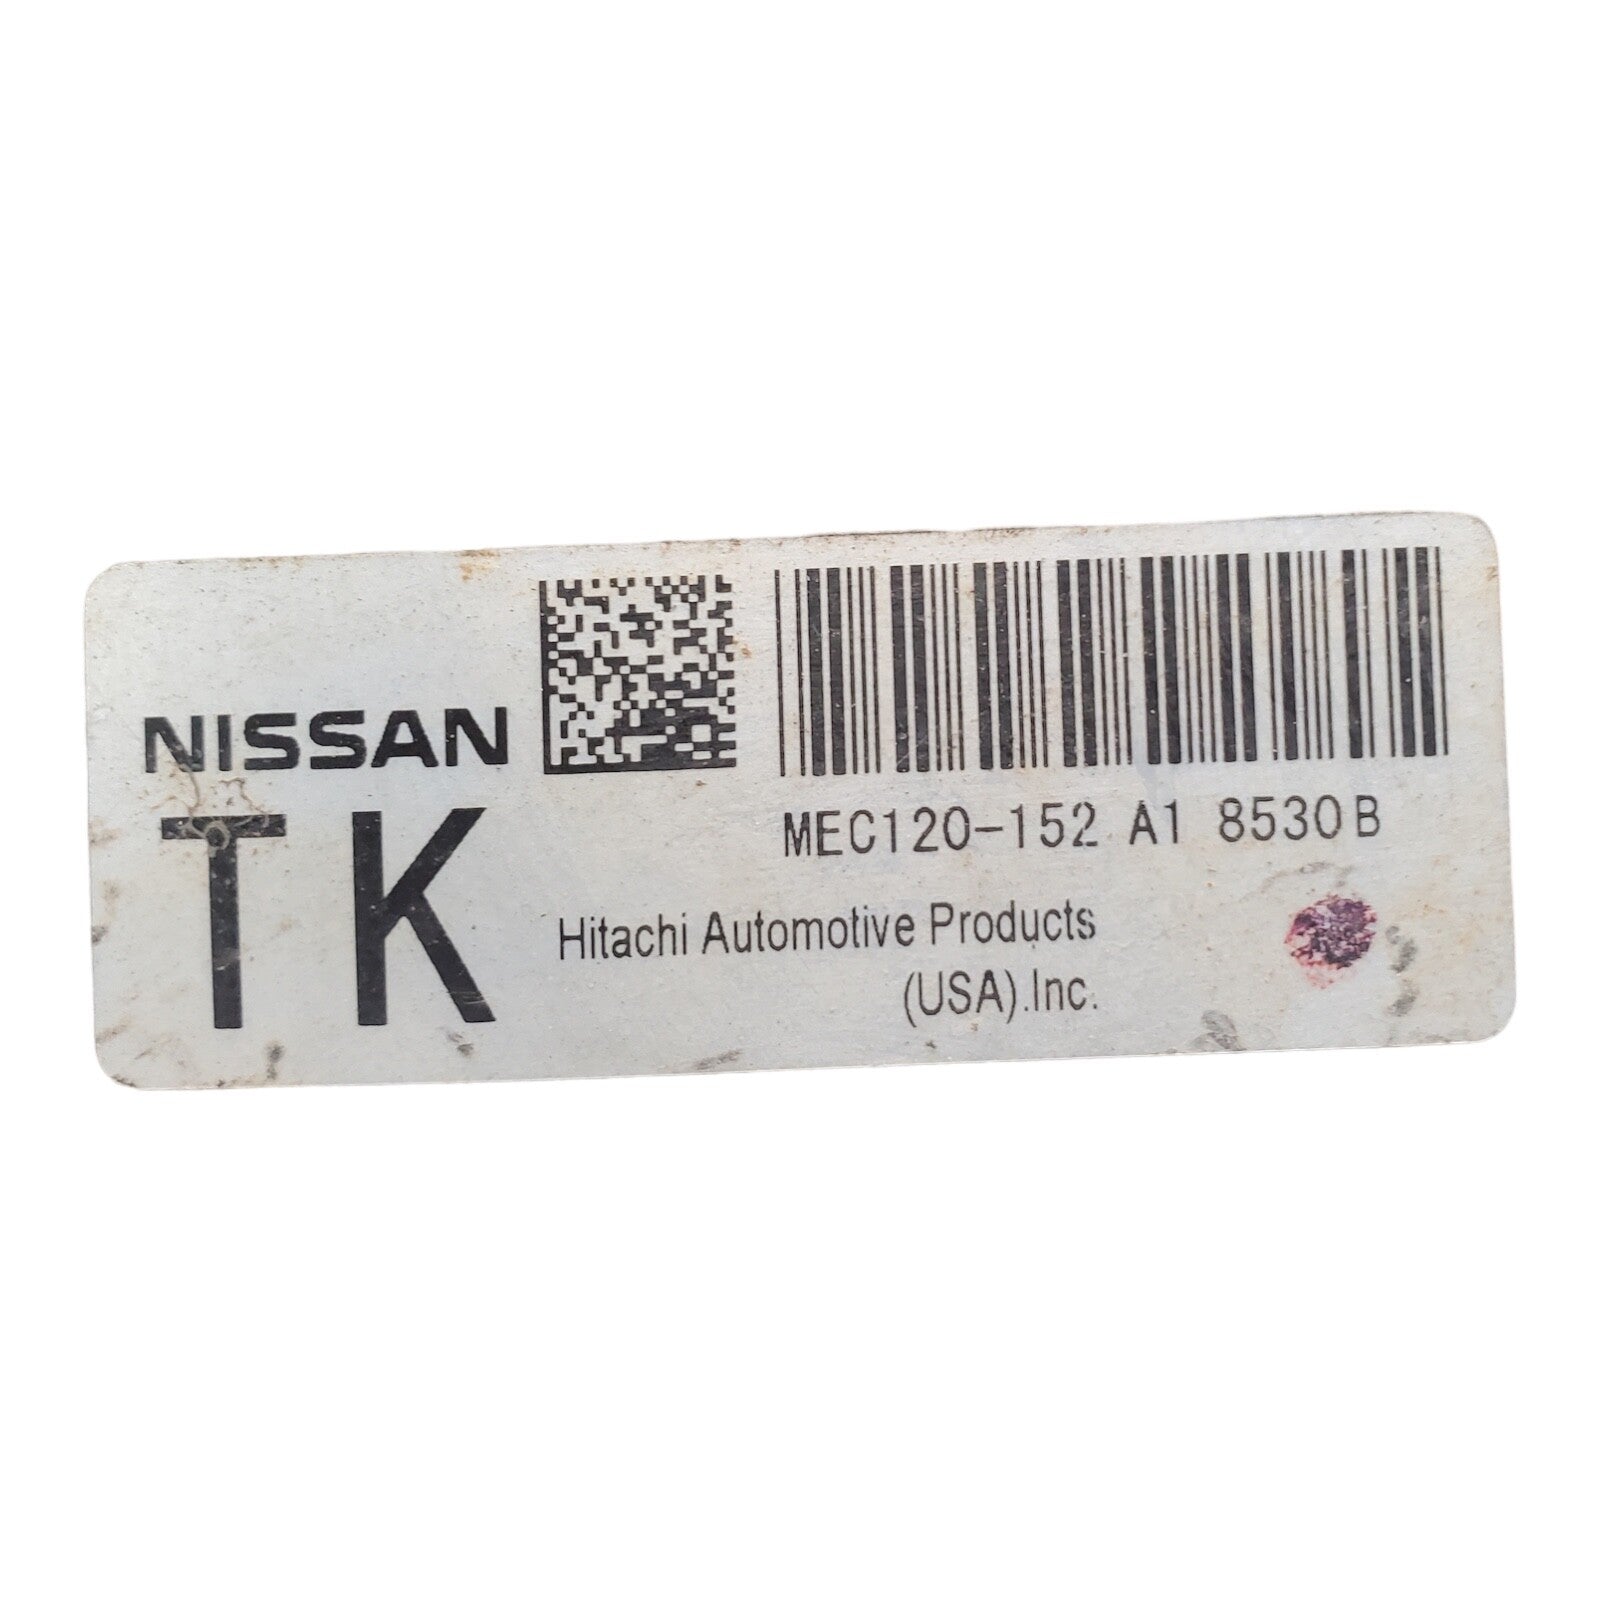 NISSAN
TK
MEC120-152 A1 8530B
Hitachi Automotive Products
(USA).Inc.